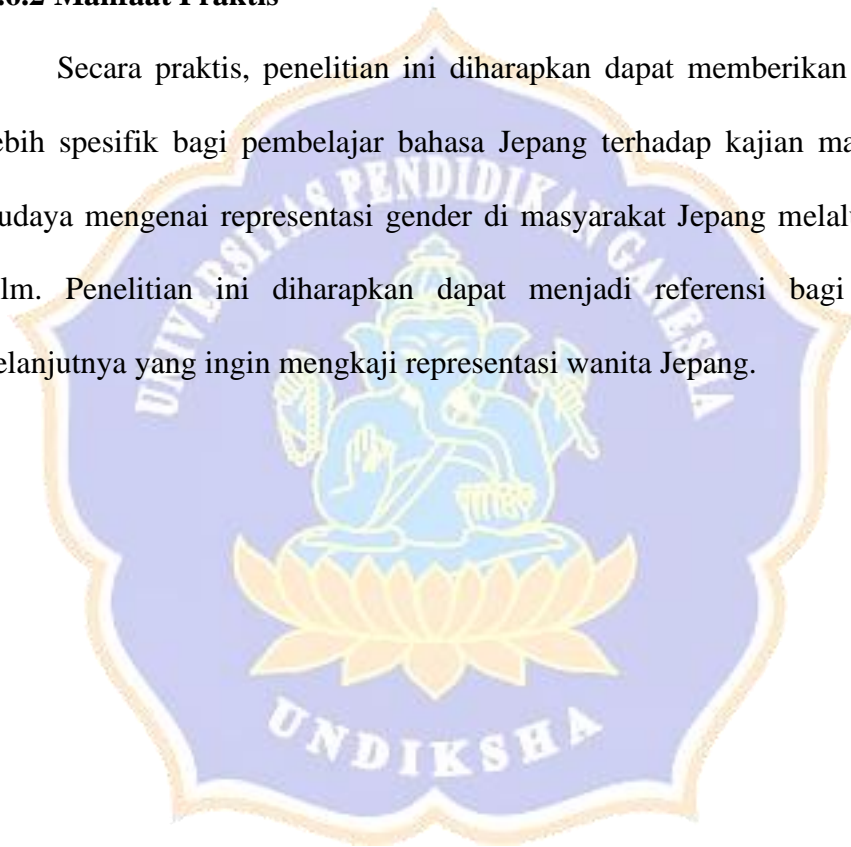 .6.2 Manfaat Praktis
Secara praktis, penelitian ini diharapkan dapat memberikan
ebih spesifik bagi pembelajar bahasa Jepang terhadap kajian ma
udaya mengenai representasi gender di masyarakat Jepang melal
lm. Penelitian ini diharapkan dapat menjadi referensi bagi
elanjutnya yang ingin mengkaji representasi wanita Jepang.
UNIVERSITAS PENDIDIKAN GANESHA
UNDIKSHA